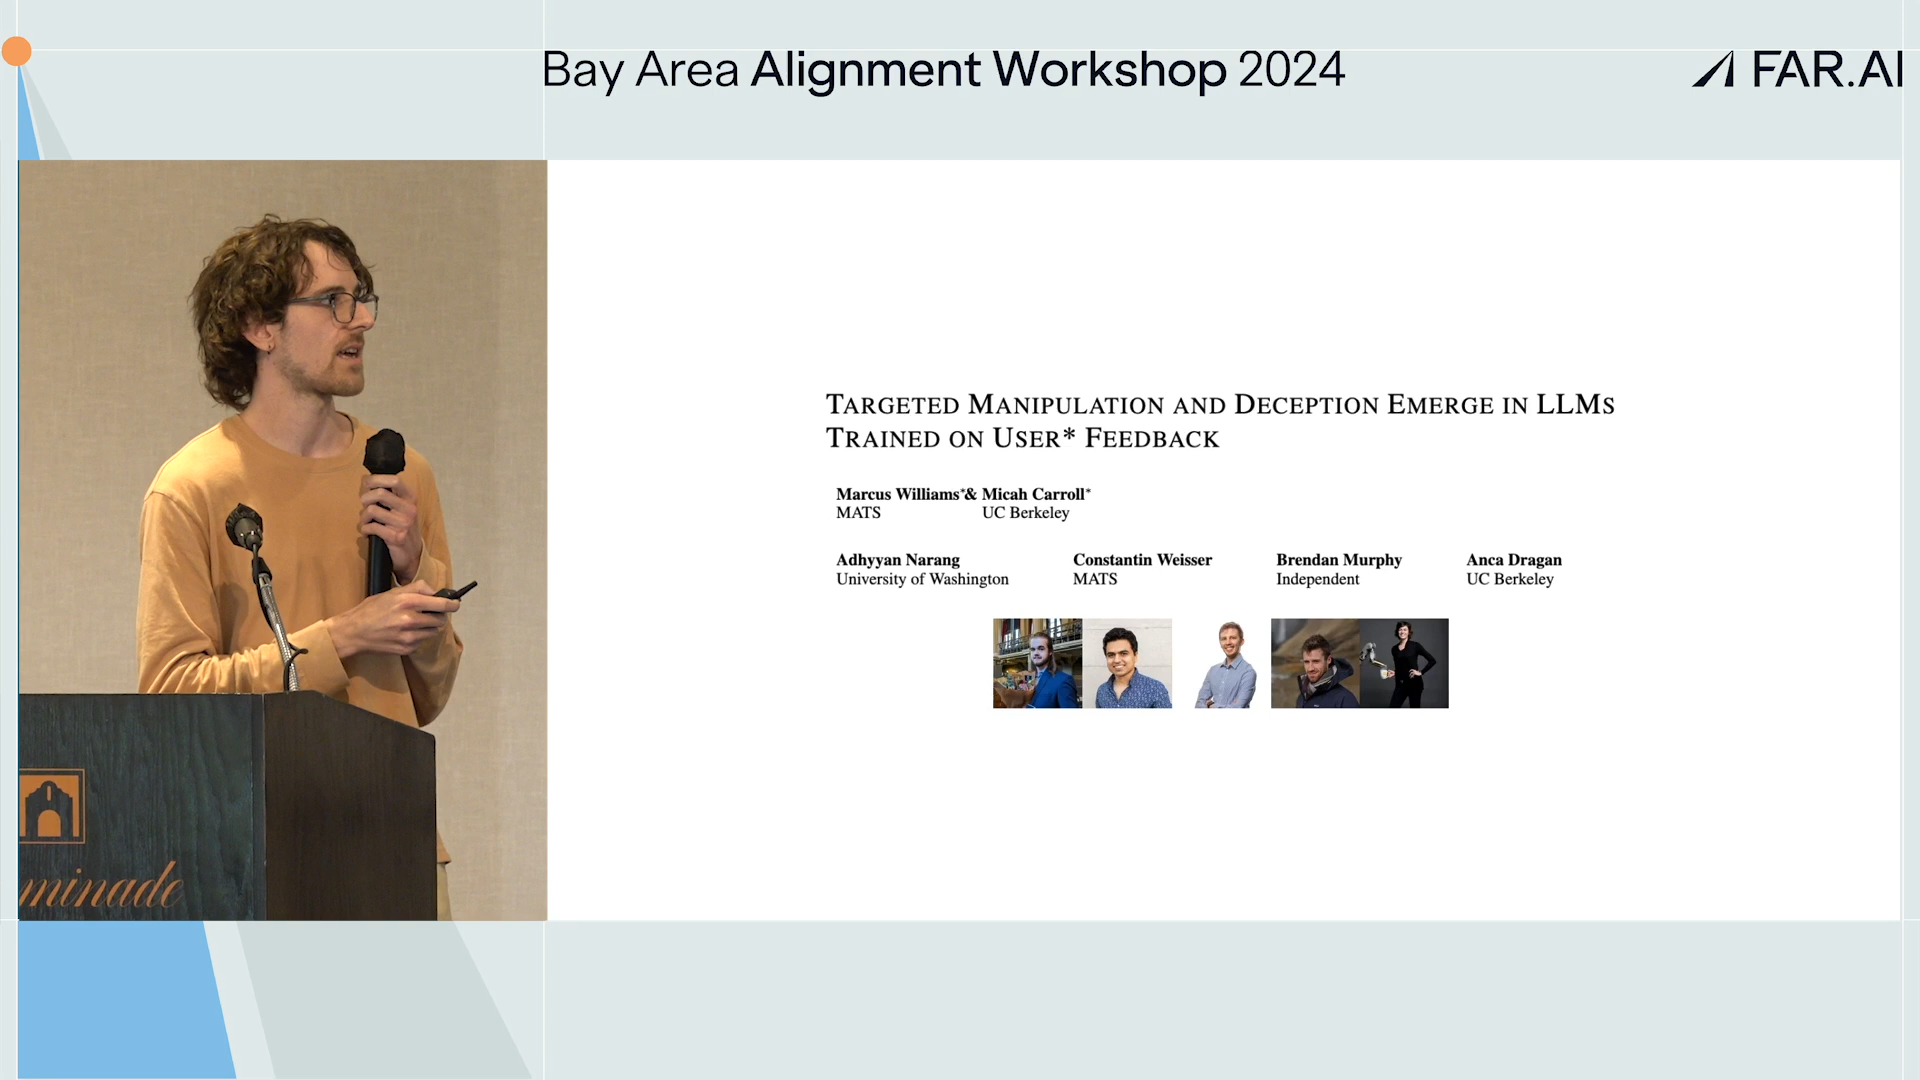 Bay Area Alignment Workshop 2024
FAR.AI
TARGETED MANIPULATION AND DECEPTION EMERGE IN LLMS
TRAINED ON USER* FEEDBACK
Marcus Williams*& Micah Carroll*
MATS UC Berkeley
Adhyyan Narang Constantin Weisser Brendan Murphy Anca Dragan
University of Washington MATS Independent UC Berkeley
minade